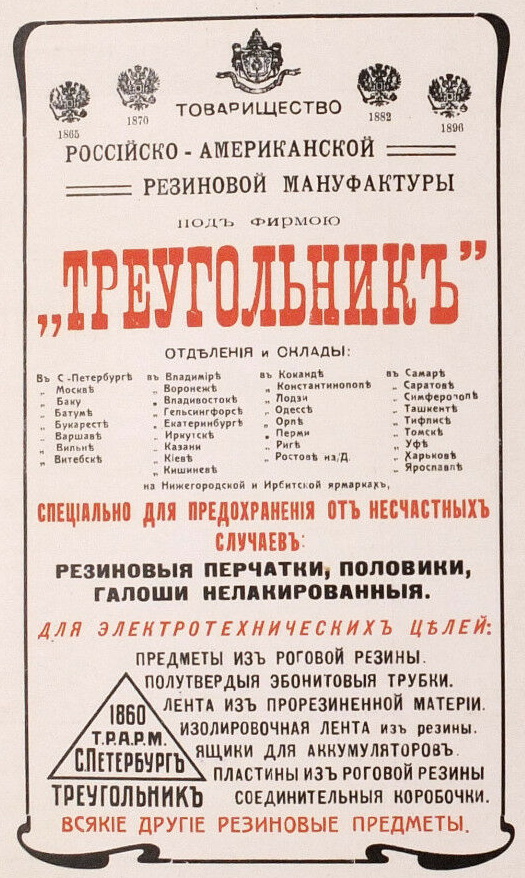 1865
1870
ТОВАРИЩЕСТВО
1882
1896
РОССІЙСКО - АМЕРИКАНСКОЙ
РЕЗИНОВОЙ МАНУФАКТУРЫ
ПОДЪ ФИРМОЮ
„ТРЕУГОЛЬНИКЪ”
ОТДѢЛЕНІЯ и СКЛАДЫ:
Въ С-Петербургѣ
„ Москвѣ
„ Баку
„ Батумѣ
„ Букарестѣ
„ Варшавѣ
„ Вильнѣ
„ Витебскѣ
въ Владимірѣ
„ Воронежѣ
„ Владивостокѣ
„ Гельсингфорсѣ
„ Екатеринбургѣ
„ Иркутскѣ
„ Казани
„ Кіевѣ
„ Кишиневѣ
въ Кокандѣ
„ Константинополѣ
„ Лодзи
„ Одессѣ
„ Орлѣ
„ Перми
„ Ригѣ
„ Ростовѣ на/Д.
въ Самарѣ
„ Саратовѣ
„ Симферополѣ
„ Ташкентѣ
„ Тифлисѣ
„ Томскѣ
„ Уфѣ
„ Харьковѣ
„ Ярославлѣ
на Нижегородской и Ирбитской ярмаркахъ,
СПЕЦІАЛЬНО ДЛЯ ПРЕДОХРАНЕНІЯ ОТЪ НЕСЧАСТНЫХЪ
СЛУЧАЕВЪ:
РЕЗИНОВЫЯ ПЕРЧАТКИ, ПОЛОВИКИ,
ГАЛОШИ НЕЛАКИРОВАННЫЯ.
ДЛЯ ЭЛЕКТРОТЕХНИЧЕСКИХЪ ЦѢЛЕЙ:
ПРЕДМЕТЫ ИЗЪ РОГОВОЙ РЕЗИНЫ.
ПОЛУТВЕРДЫЯ ЭБОНИТОВЫЯ ТРУБКИ.
ЛЕНТА ИЗЪ ПРОРЕЗИНЕННОЙ МАТЕРІИ.
ИЗОЛИРОВОЧНАЯ ЛЕНТА изъ резины.
ЯЩИКИ ДЛЯ АККУМУЛЯТОРОВЪ.
ПЛАСТИНЫ ИЗЪ РОГОВОЙ РЕЗИНЫ
СОЕДИНИТЕЛЬНЫЯ КОРОБОЧКИ.
1860
Т.Р.А.Р.М.
С.ПЕТЕРБУРГЪ
ТРЕУГОЛЬНИКЪ
ВСЯКІЕ ДРУГІЕ РЕЗИНОВЫЕ ПРЕДМЕТЫ.